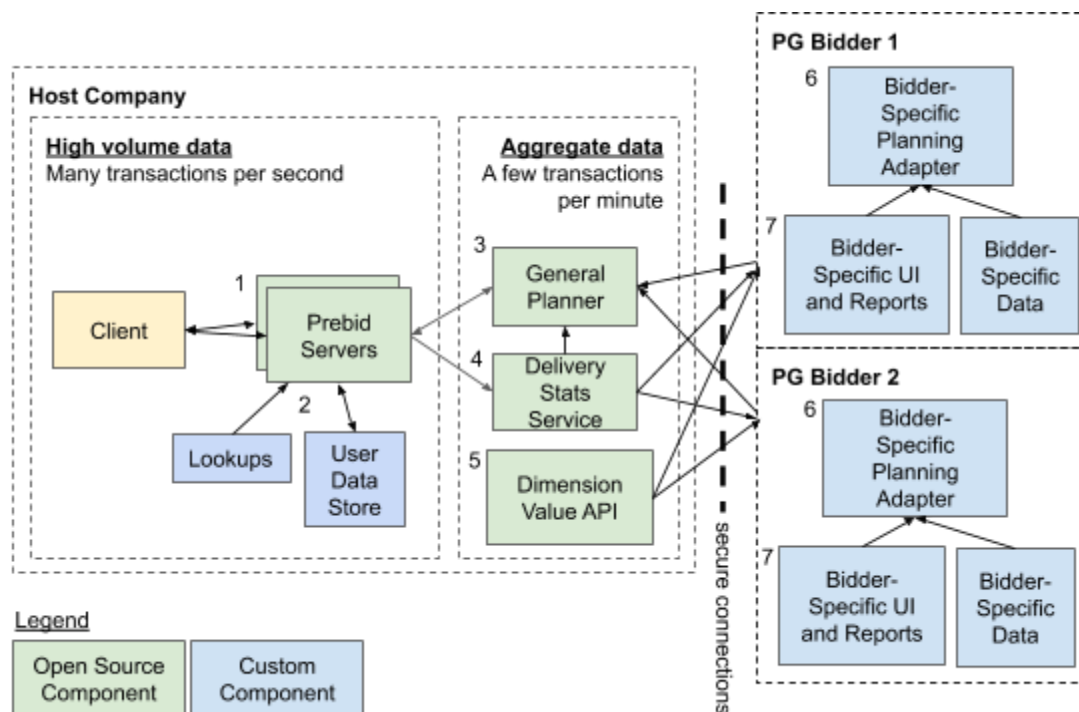 Host Company
High volume data
Many transactions per second
Aggregate data
A few transactions
per minute
Client
1
Prebid
Servers
2
Lookups
User
Data
Store
3
General
Planner
4
Delivery
Stats
Service
5
Dimension
Value API
secure connections
PG Bidder 1
6
Bidder-
Specific
Planning
Adapter
7
Bidder-
Specific UI
and Reports
Bidder-
Specific
Data
PG Bidder 2
6
Bidder-
Specific
Planning
Adapter
7
Bidder-
Specific UI
and Reports
Bidder-
Specific
Data
Legend
Open Source
Component
Custom
Component